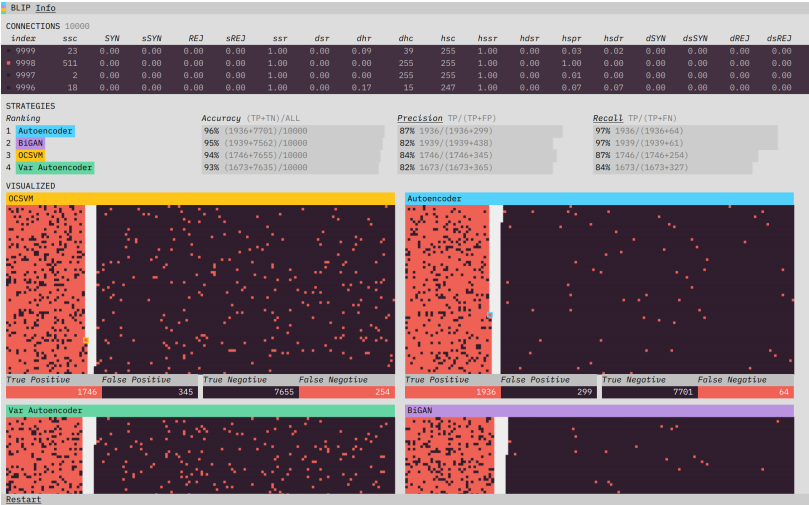 BLIP Info
CONNECTIONS 10000
index ssc SYN sSYN REJ sREJ ssr dsr dhr dhc hsc hssr hsdr hspr hsdr dSYN dsSYN dREJ dsREJ
9999 23 0.00 0.00 0.00 0.00 1.00 0.00 0.09 39 255 1.00 0.00 0.03 0.02 0.00 0.00 0.00 0.00
9998 511 0.00 0.00 0.00 0.00 1.00 0.00 0.00 255 255 1.00 0.00 1.00 0.00 0.00 0.00 0.00 0.00
9997 2 0.00 0.00 0.00 0.00 1.00 0.00 0.00 255 255 1.00 0.00 0.01 0.00 0.00 0.00 0.00 0.00
9996 18 0.00 0.00 0.00 0.00 1.00 0.00 0.17 15 247 1.00 0.00 0.07 0.07 0.00 0.00 0.00 0.00
STRATEGIES
Ranking Accuracy (TP+TN)/ALL Precision TP/(TP+FP) Recall TP/(TP+FN)
1 Autoencoder 96% (1936+7701)/10000 87% 1936/(1936+299) 97% 1936/(1936+64)
2 BiGAN 95% (1939+7562)/10000 82% 1939/(1939+438) 97% 1939/(1939+61)
3 OCSVM 94% (1746+7655)/10000 84% 1746/(1746+345) 87% 1746/(1746+254)
4 Var Autoencoder 93% (1673+7635)/10000 82% 1673/(1673+365) 84% 1673/(1673+327)
VISUALIZED
OCSVM Autoencoder
True Positive False Positive True Negative False Negative True Positive False Positive True Negative False Negative
1746 345 7655 254 1936 299 7701 64
Var Autoencoder BiGAN
Restart